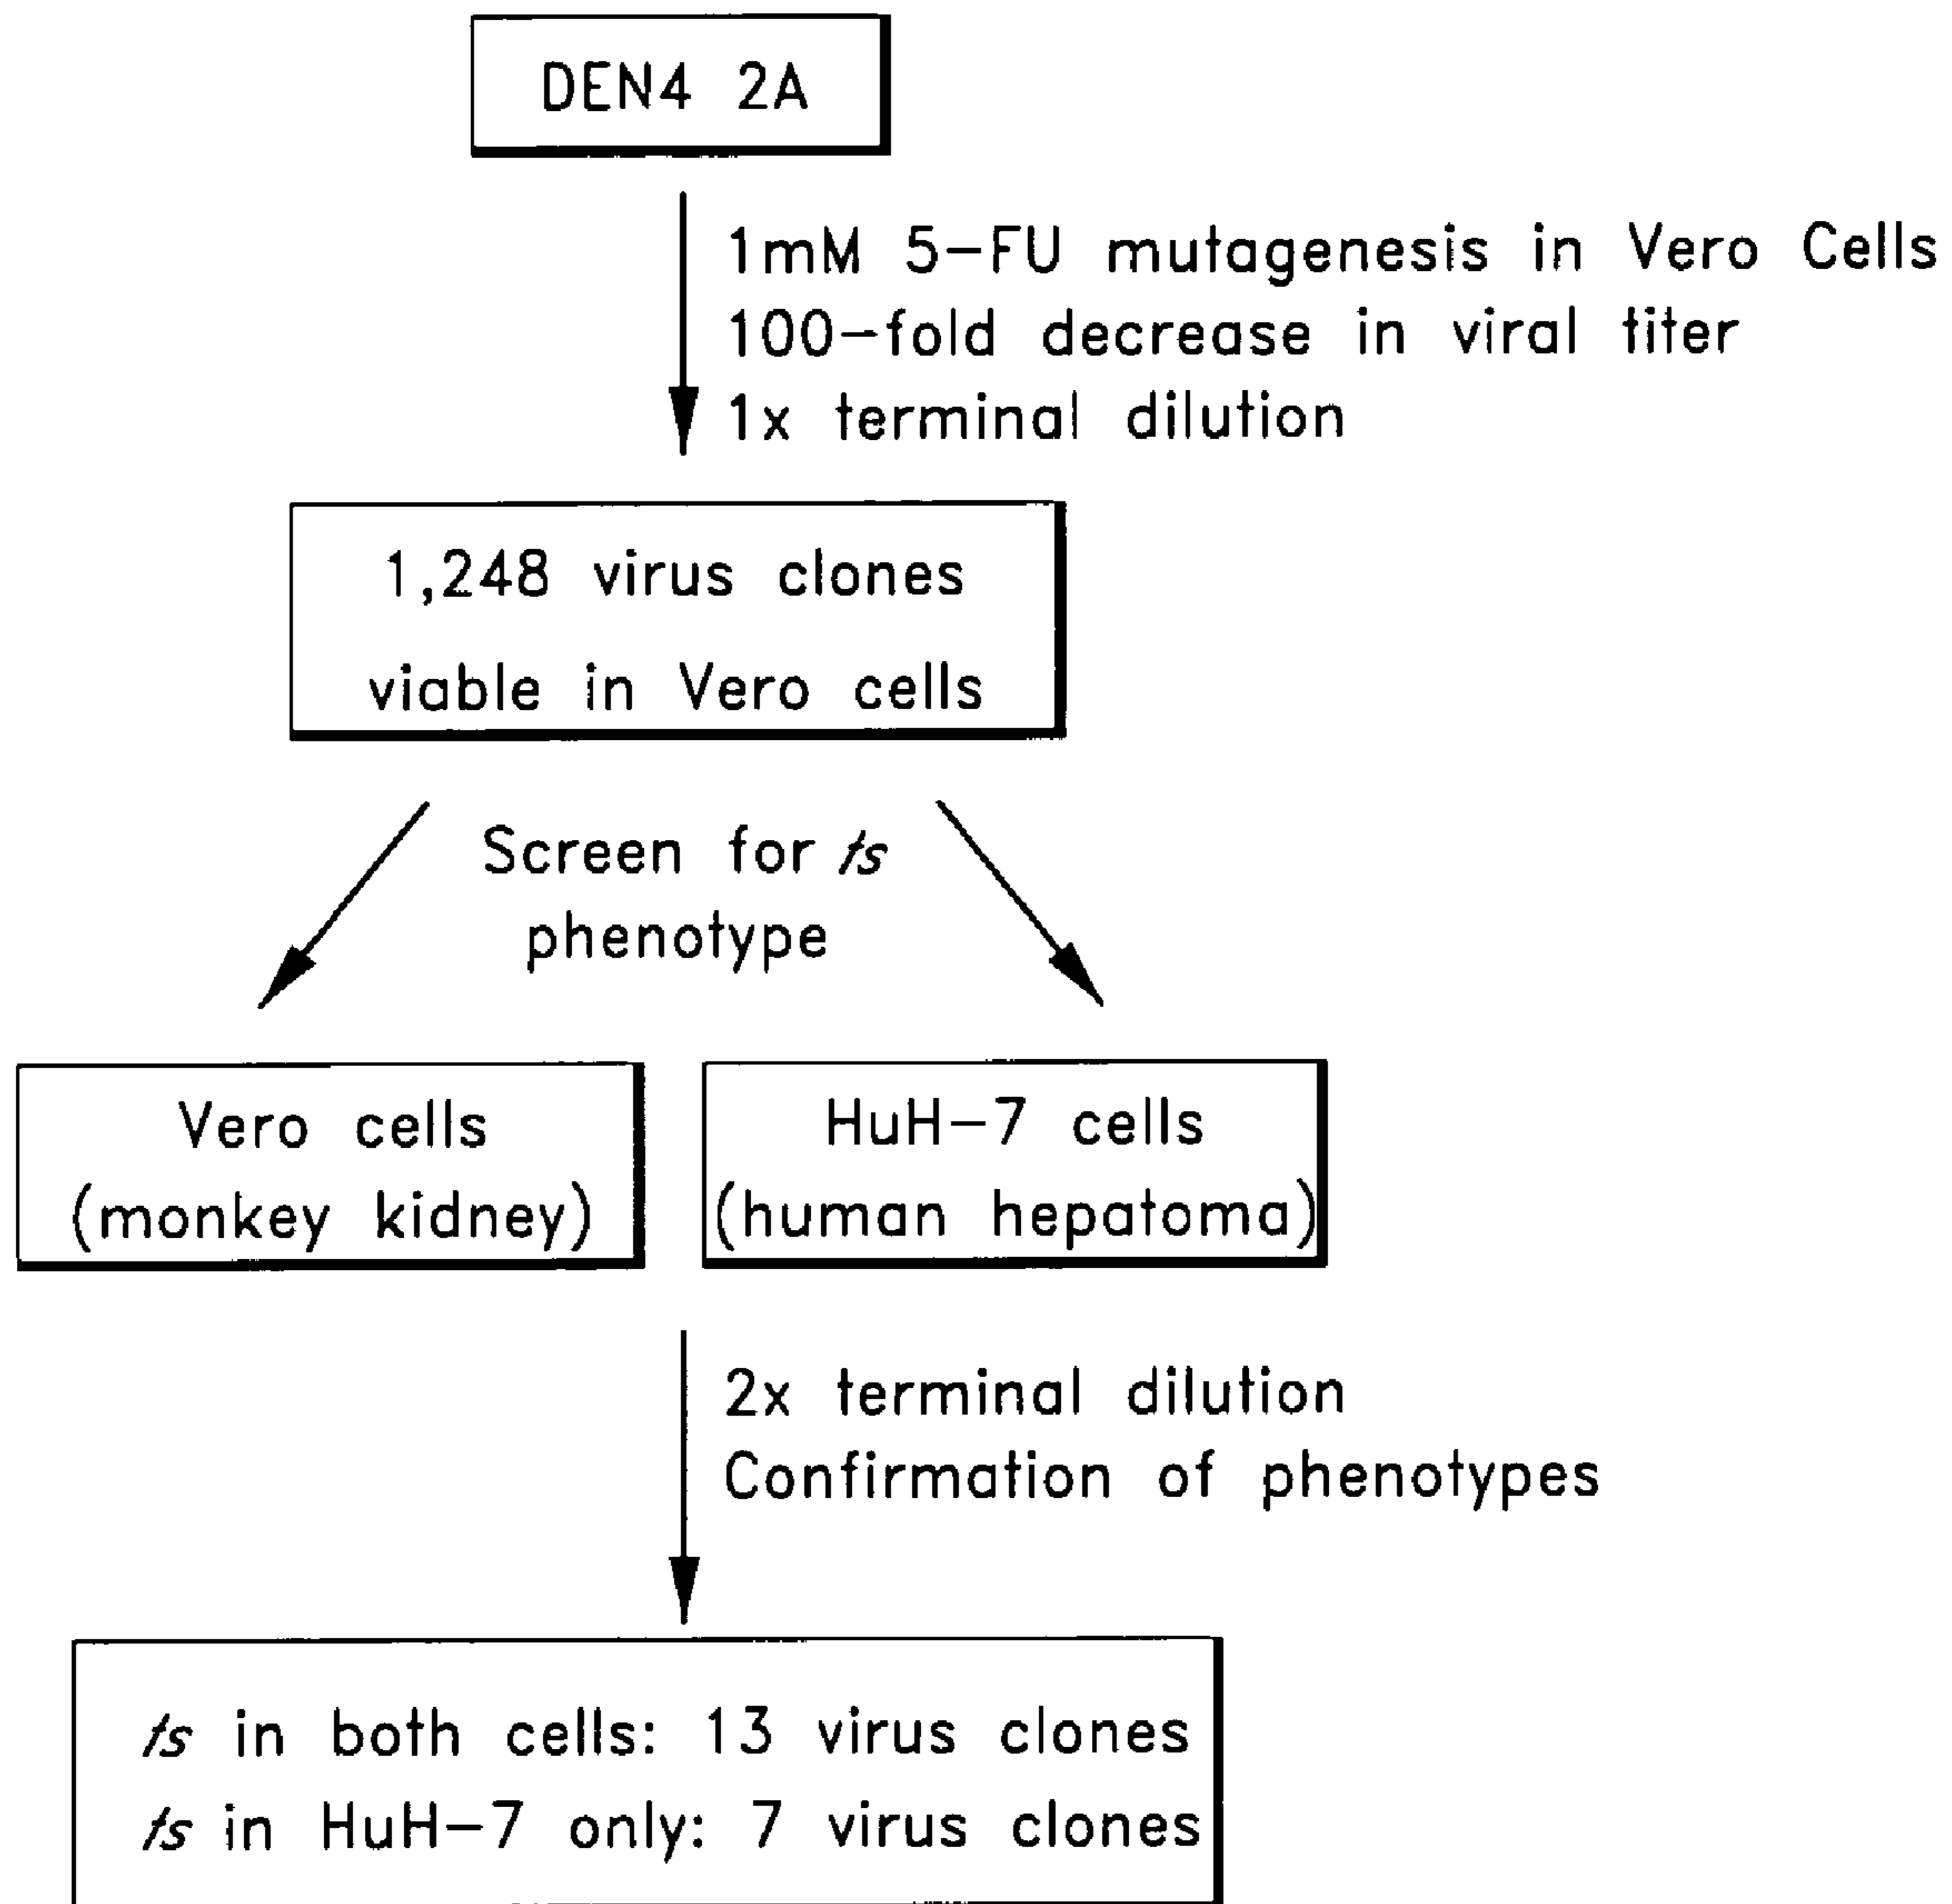 DEN4 2A
1mM 5-FU mutagenesis in Vero Cells
100-fold decrease in viral titer
1x terminal dilution
1,248 virus clones
viable in Vero cells
Screen for ts
phenotype
Vero cells
(monkey kidney)
HuH-7 cells
(human hepatoma)
2x terminal dilution
Confirmation of phenotypes
ts in both cells: 13 virus clones
ts in HuH-7 only: 7 virus clones